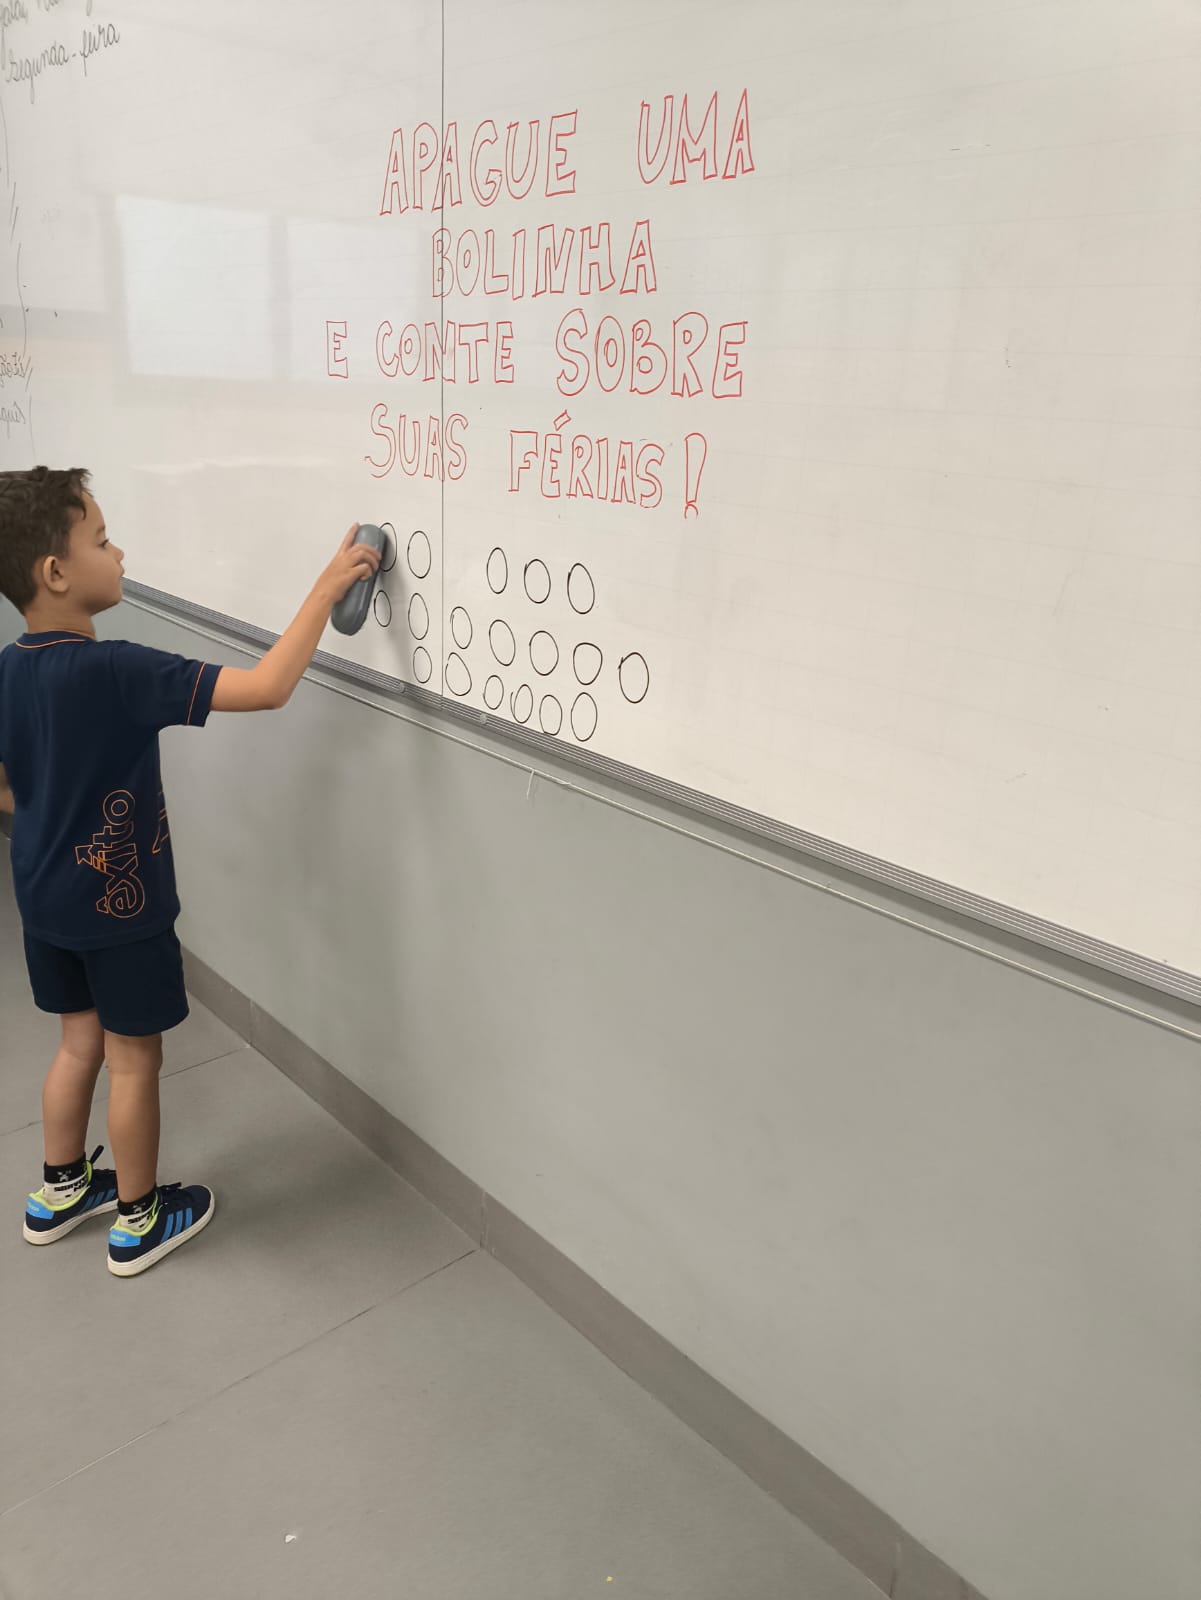 Segunda-feira
APAGUE UMA
BOLINHA
E CONTE SOBRE
SUAS FÉRIAS!
êxito